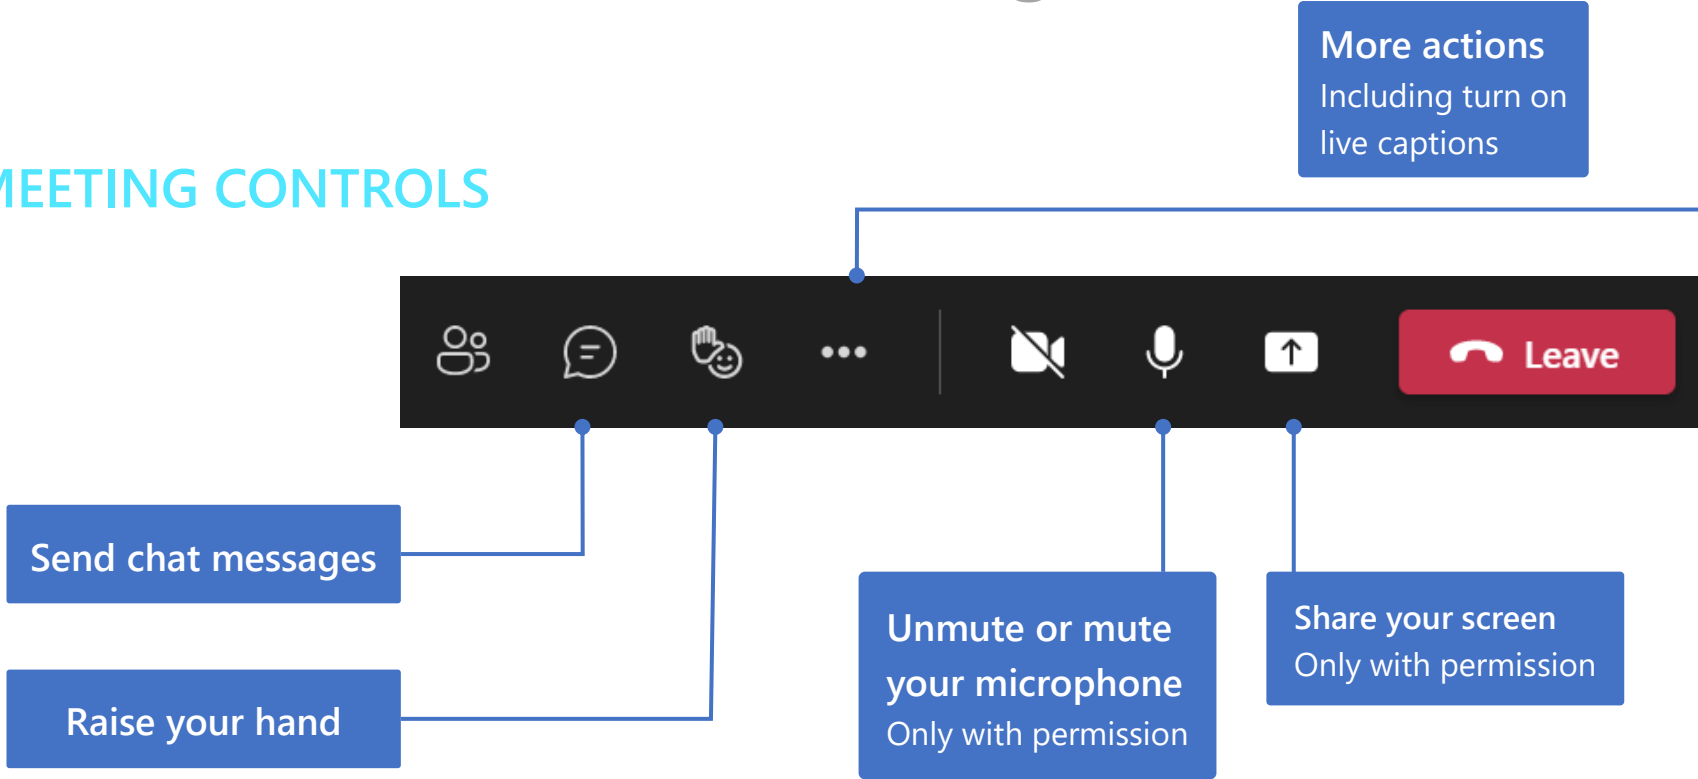 More actions
Including turn on
live captions
MEETING CONTROLS
Leave
Send chat messages
Raise your hand
Unmute or mute
your microphone
Only with permission
Share your screen
Only with permission